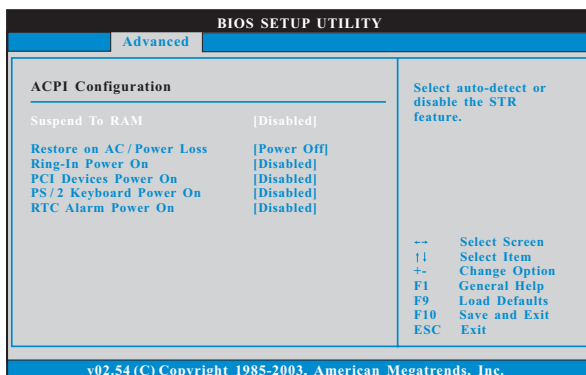 BIOS SETUP UTILITY
Advanced
ACPI Configuration
Suspend To RAM [Disabled]
Restore on AC / Power Loss [Power Off]
Ring-In Power On [Disabled]
PCI Devices Power On [Disabled]
PS / 2 Keyboard Power On [Disabled]
RTC Alarm Power On [Disabled]
Select auto-detect or
disable the STR
feature.
←→ Select Screen
↑↓ Select Item
+- Change Option
F1 General Help
F9 Load Defaults
F10 Save and Exit
ESC Exit
v02.54 (C) Copyright 1985-2003, American Megatrends, Inc.